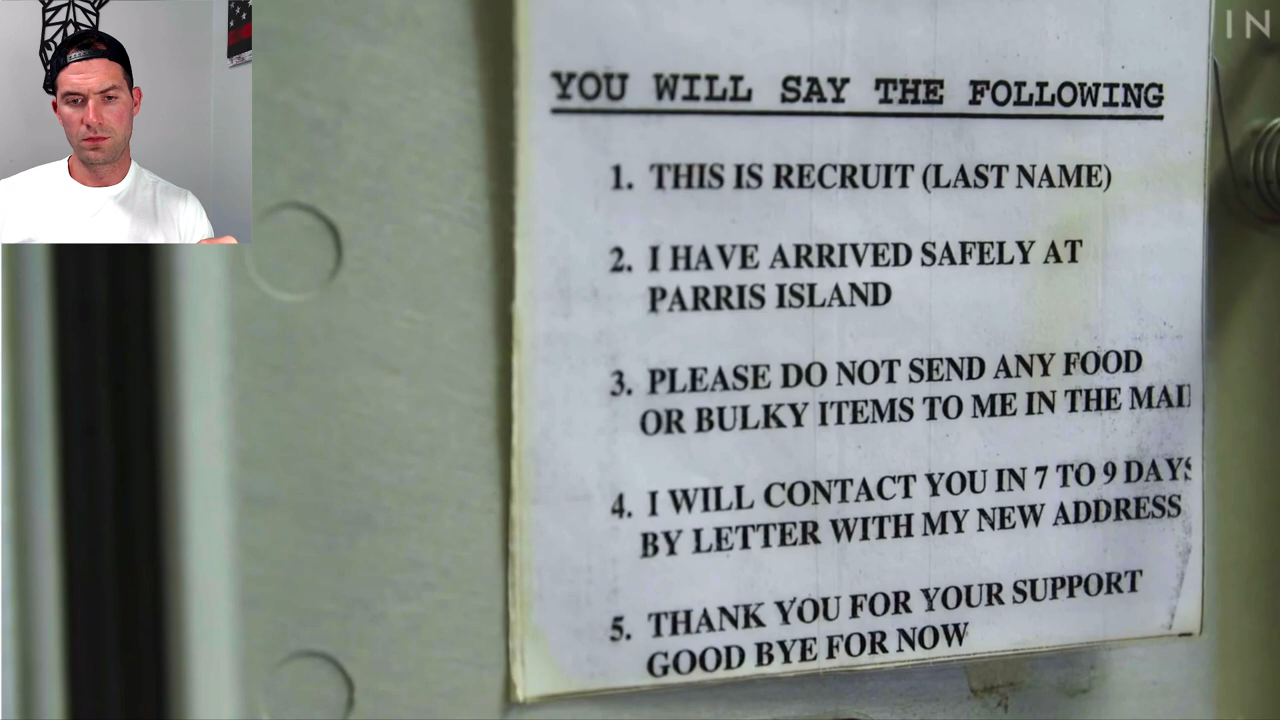 IN
YOU WILL SAY THE FOLLOWING
1. THIS IS RECRUIT (LAST NAME)
2. I HAVE ARRIVED SAFELY AT
PARRIS ISLAND
3. PLEASE DO NOT SEND ANY FOOD
OR BULKY ITEMS TO ME IN THE MAIL
4. I WILL CONTACT YOU IN 7 TO 9 DAYS
BY LETTER WITH MY NEW ADDRESS
5. THANK YOU FOR YOUR SUPPORT
GOOD BYE FOR NOW